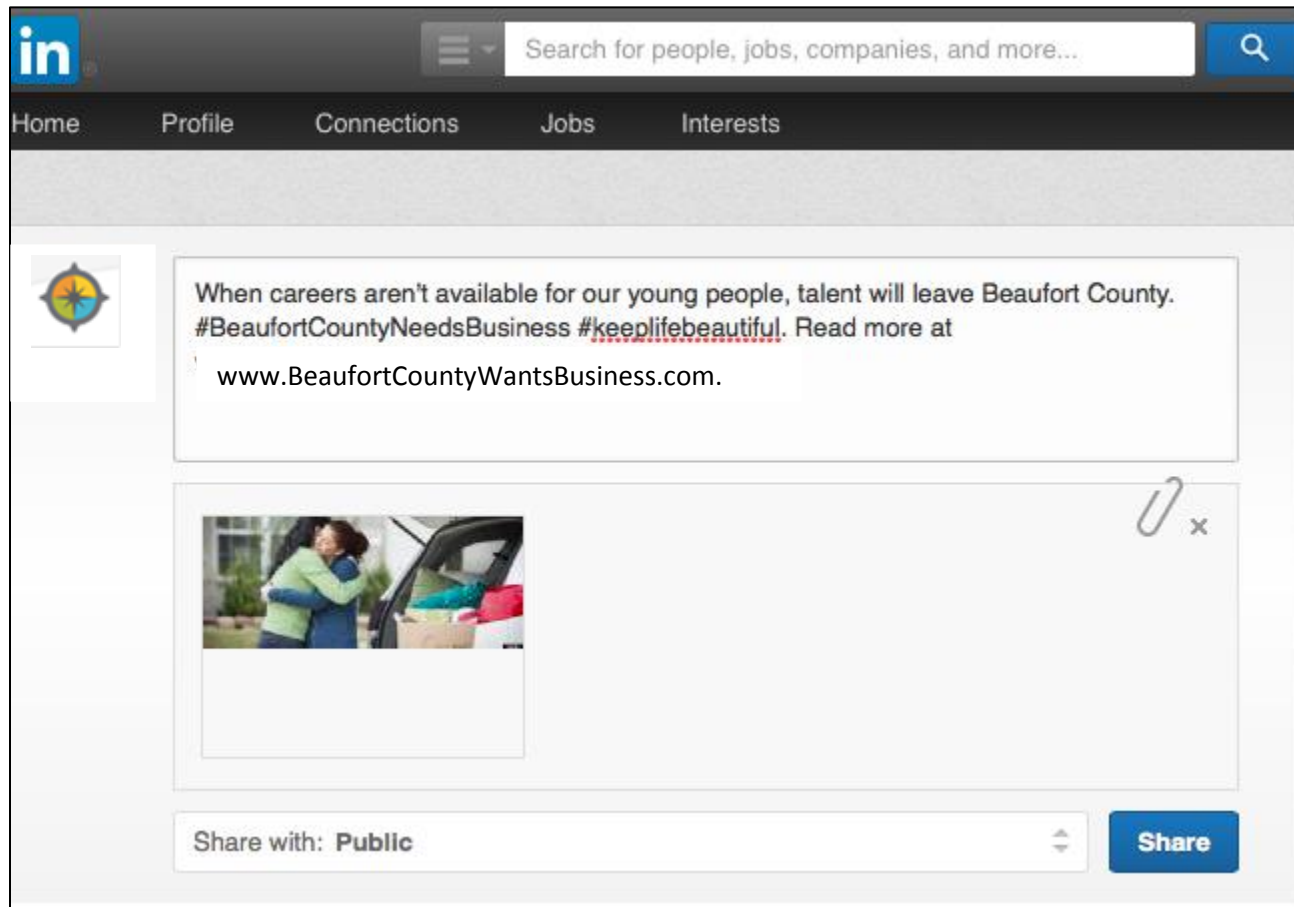 in
Search for people, jobs, companies, and more...
Home Profile Connections Jobs Interests
When careers aren't available for our young people, talent will leave Beaufort County.
#BeaufortCountyNeedsBusiness #keeplifebeautiful. Read more at
www.BeaufortCountyWantsBusiness.com.
Share with: Public
Share